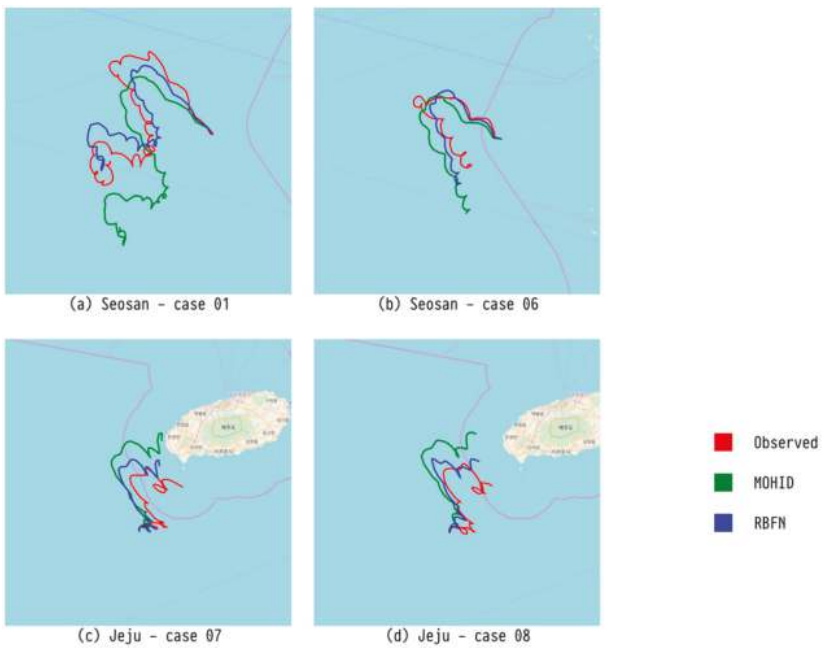 (a) Seosan – case 01
(b) Seosan – case 06
Observed
MOHID
RBFN
(c) Jeju – case 07
(d) Jeju – case 08